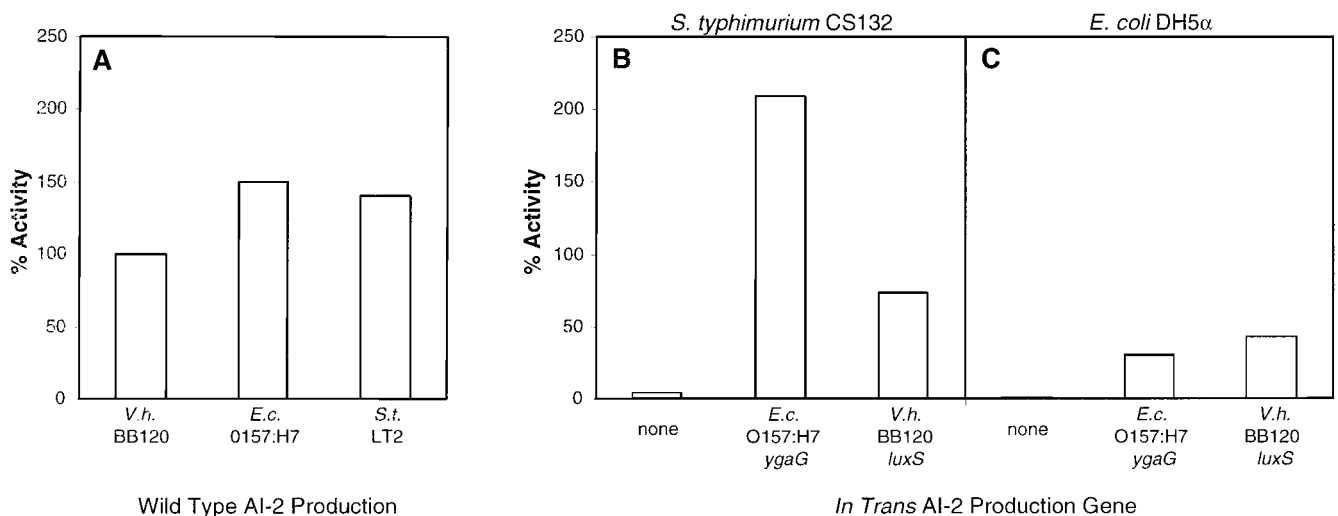 A
% Activity
250
200
150
100
50
0
V.h.
BB120
E.c.
0157:H7
S.t.
LT2
Wild Type AI-2 Production
S. typhimurium CS132
E. coli DH5α
B
C
% Activity
250
200
150
100
50
0
none
E.c.
O157:H7
ygaG
V.h.
BB120
luxS
none
E.c.
O157:H7
ygaG
V.h.
BB120
luxS
In Trans AI-2 Production Gene